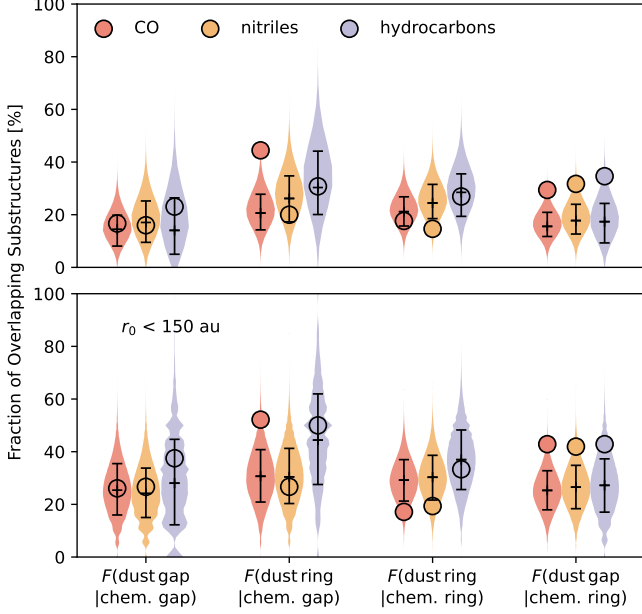 Fraction of Overlapping Substructures [%]
100
80
60
40
20
0
CO nitriles hydrocarbons
100
80
60
40
20
0
r₀ < 150 au
F(dust gap F(dust ring F(dust ring F(dust gap
|chem. gap) |chem. gap) |chem. ring) |chem. ring)